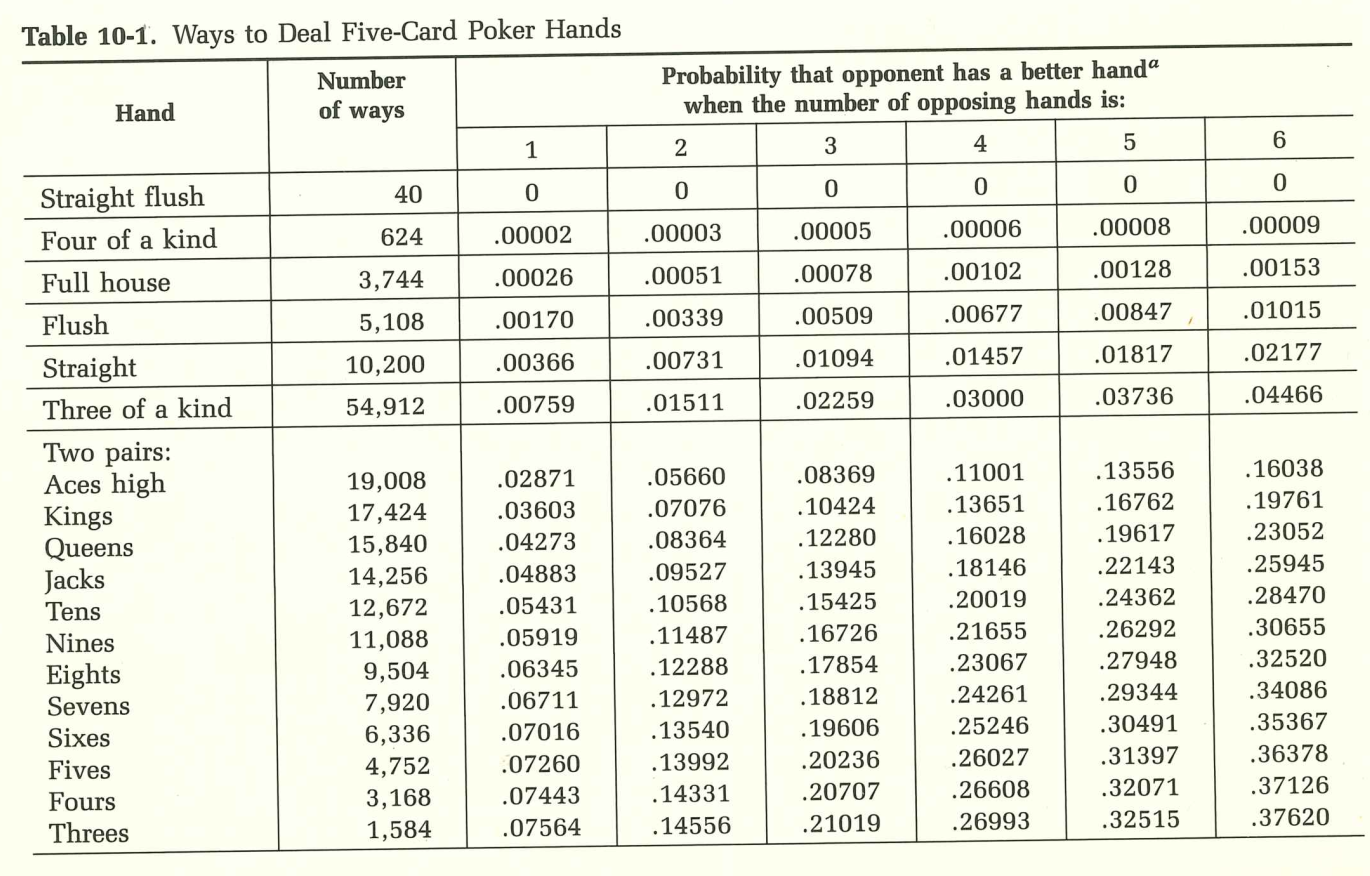 Table 10-1. Ways to Deal Five-Card Poker Hands
Hand
Number
of ways
Probability that opponent has a better handᵃ
when the number of opposing hands is:
1 2 3 4 5 6
Straight flush 40 0 0 0 0 0 0
Four of a kind 624 .00002 .00003 .00005 .00006 .00008 .00009
Full house 3,744 .00026 .00051 .00078 .00102 .00128 .00153
Flush 5,108 .00170 .00339 .00509 .00677 .00847 .01015
Straight 10,200 .00366 .00731 .01094 .01457 .01817 .02177
Three of a kind 54,912 .00759 .01511 .02259 .03000 .03736 .04466
Two pairs:
Aces high 19,008 .02871 .05660 .08369 .11001 .13556 .16038
Kings 17,424 .03603 .07076 .10424 .13651 .16762 .19761
Queens 15,840 .04273 .08364 .12280 .16028 .19617 .23052
Jacks 14,256 .04883 .09527 .13945 .18146 .22143 .25945
Tens 12,672 .05431 .10568 .15425 .20019 .24362 .28470
Nines 11,088 .05919 .11487 .16726 .21655 .26292 .30655
Eights 9,504 .06345 .12288 .17854 .23067 .27948 .32520
Sevens 7,920 .06711 .12972 .18812 .24261 .29344 .34086
Sixes 6,336 .07016 .13540 .19606 .25246 .30491 .35367
Fives 4,752 .07260 .13992 .20236 .26027 .31397 .36378
Fours 3,168 .07443 .14331 .20707 .26608 .32071 .37126
Threes 1,584 .07564 .14556 .21019 .26993 .32515 .37620